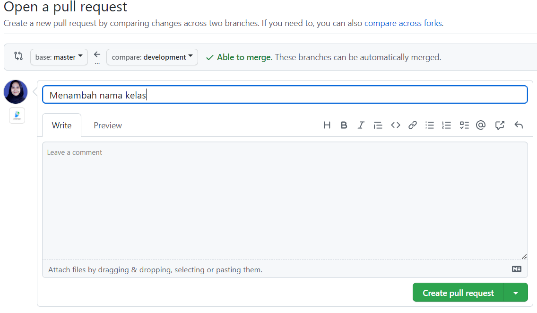 Open a pull request
Create a new pull request by comparing changes across two branches. If you need to, you can also compare across forks.
base: master
compare: development
Able to merge. These branches can be automatically merged.
Menambah nama kelas
Write
Preview
Leave a comment
Attach files by dragging & dropping, selecting or pasting them.
Create pull request